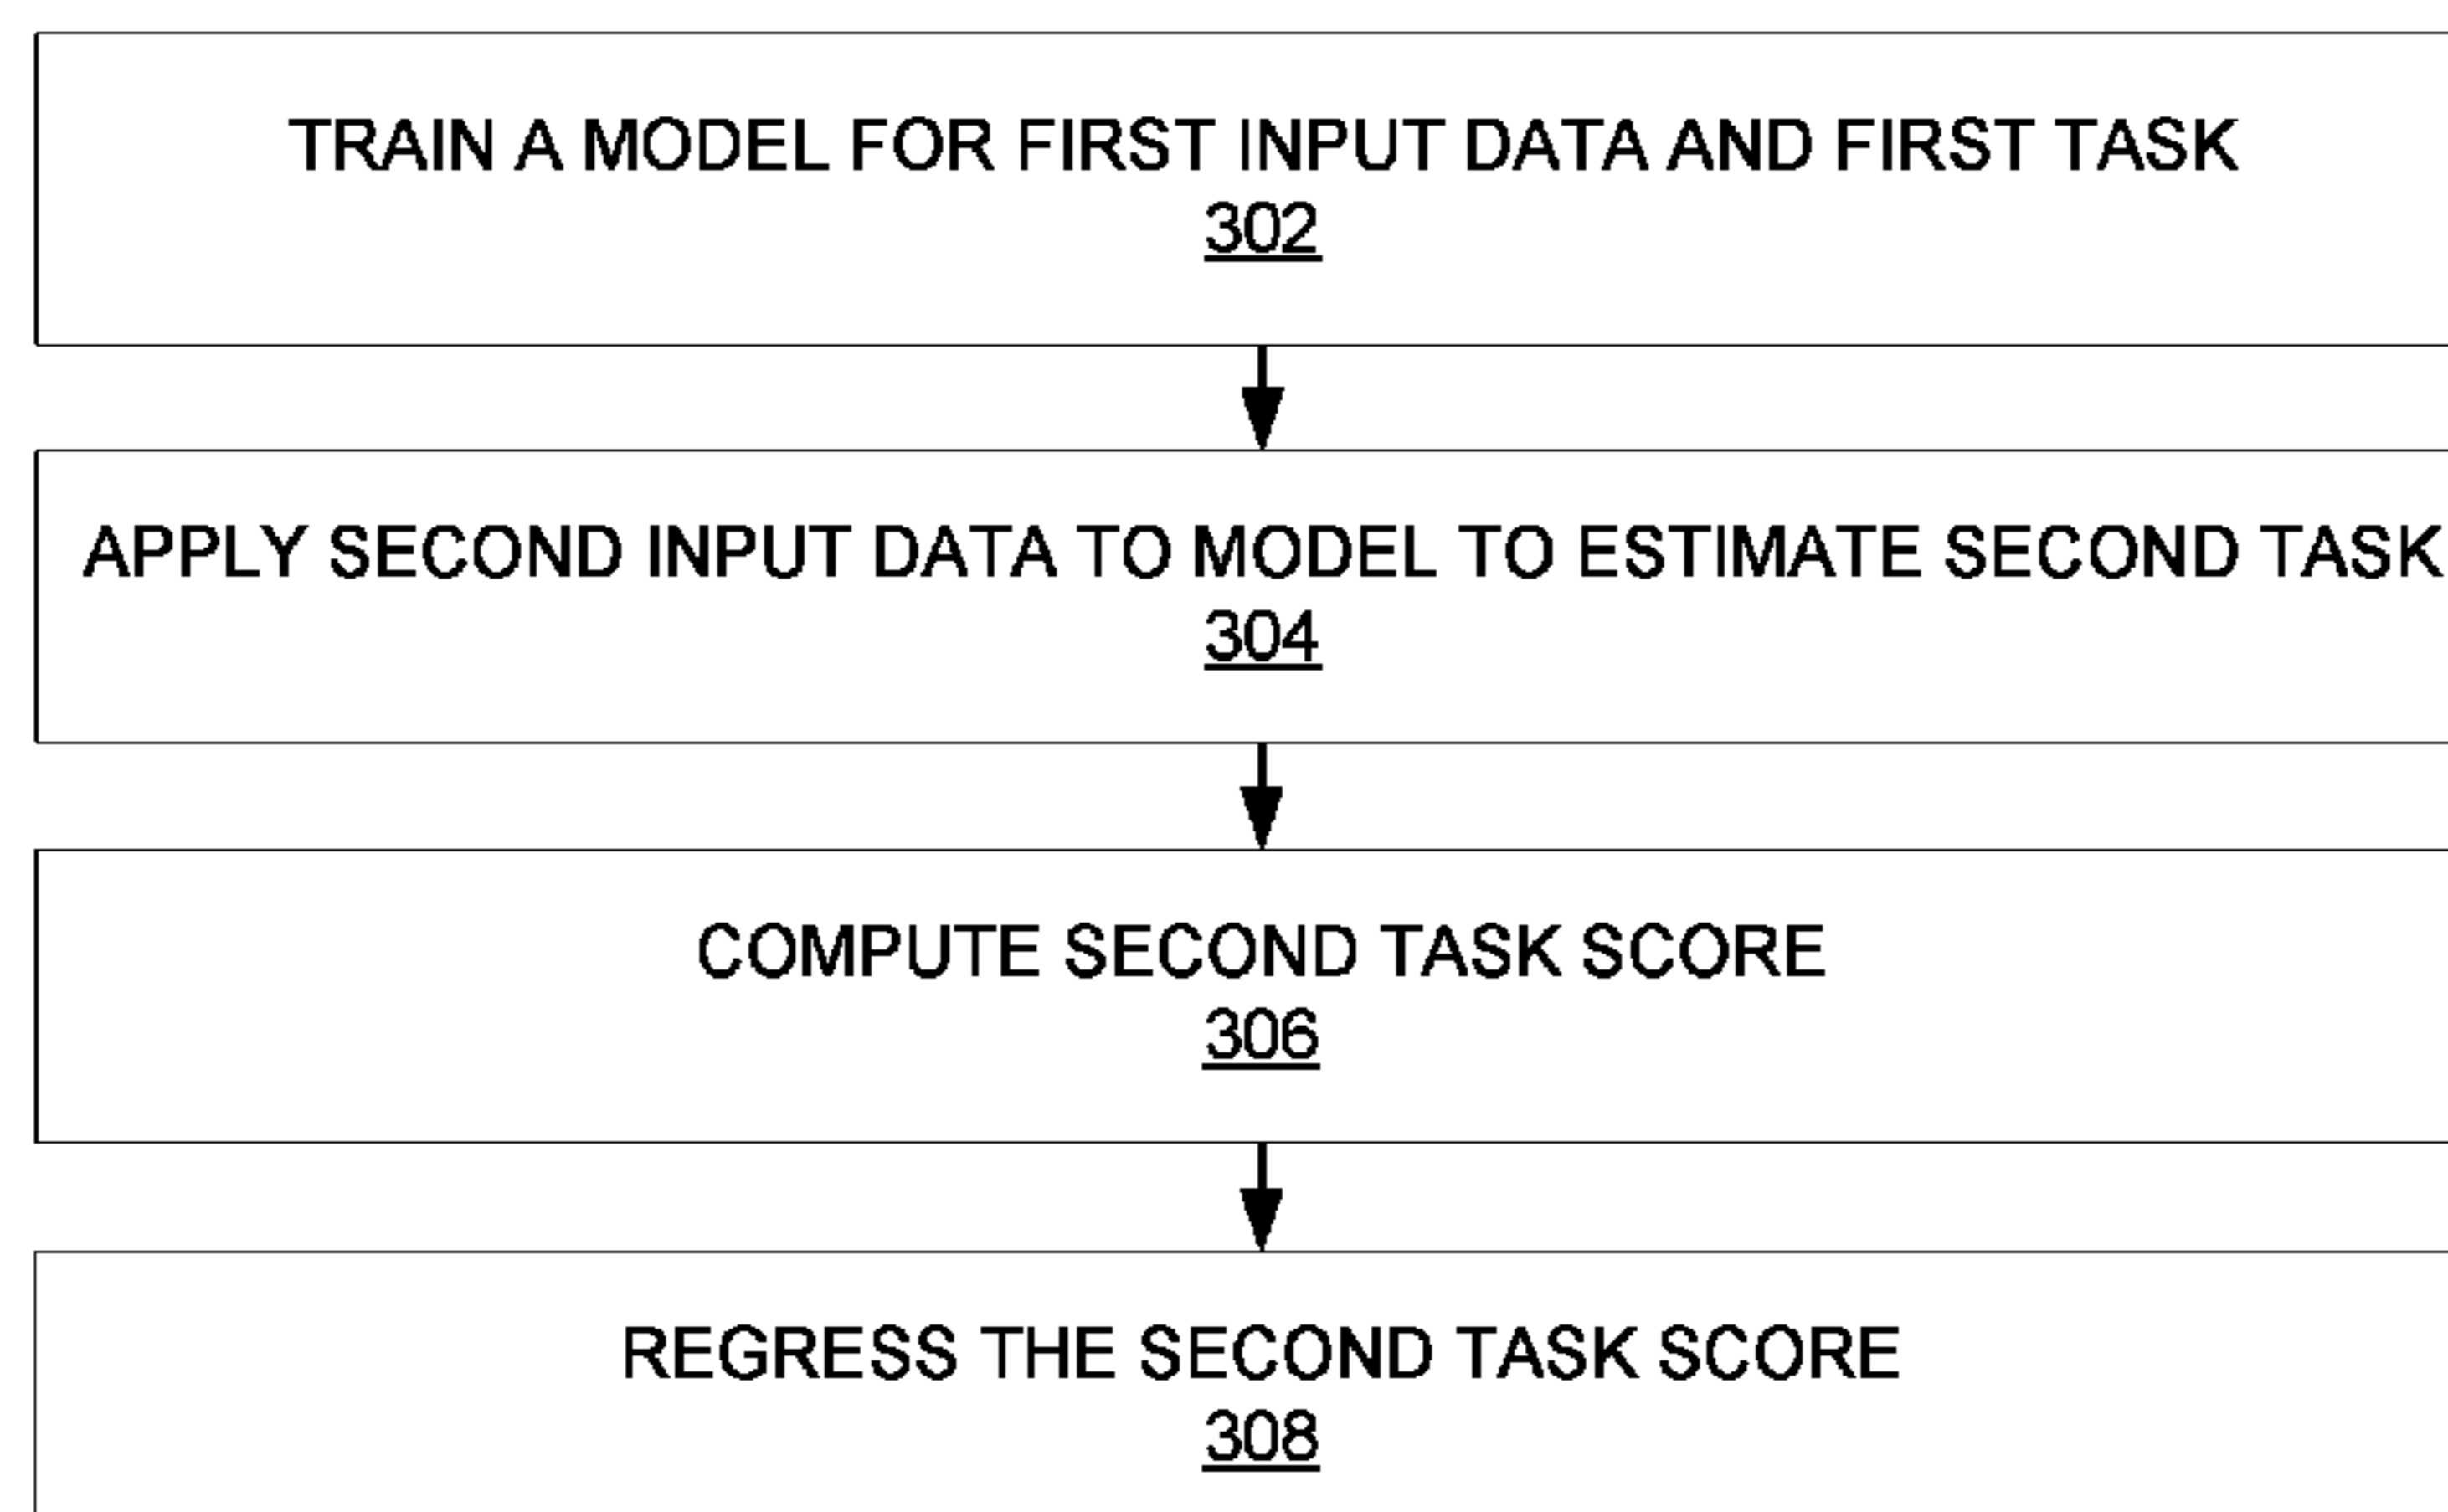 TRAIN A MODEL FOR FIRST INPUT DATA AND FIRST TASK
302
APPLY SECOND INPUT DATA TO MODEL TO ESTIMATE SECOND TASK
304
COMPUTE SECOND TASK SCORE
306
REGRESS THE SECOND TASK SCORE
308